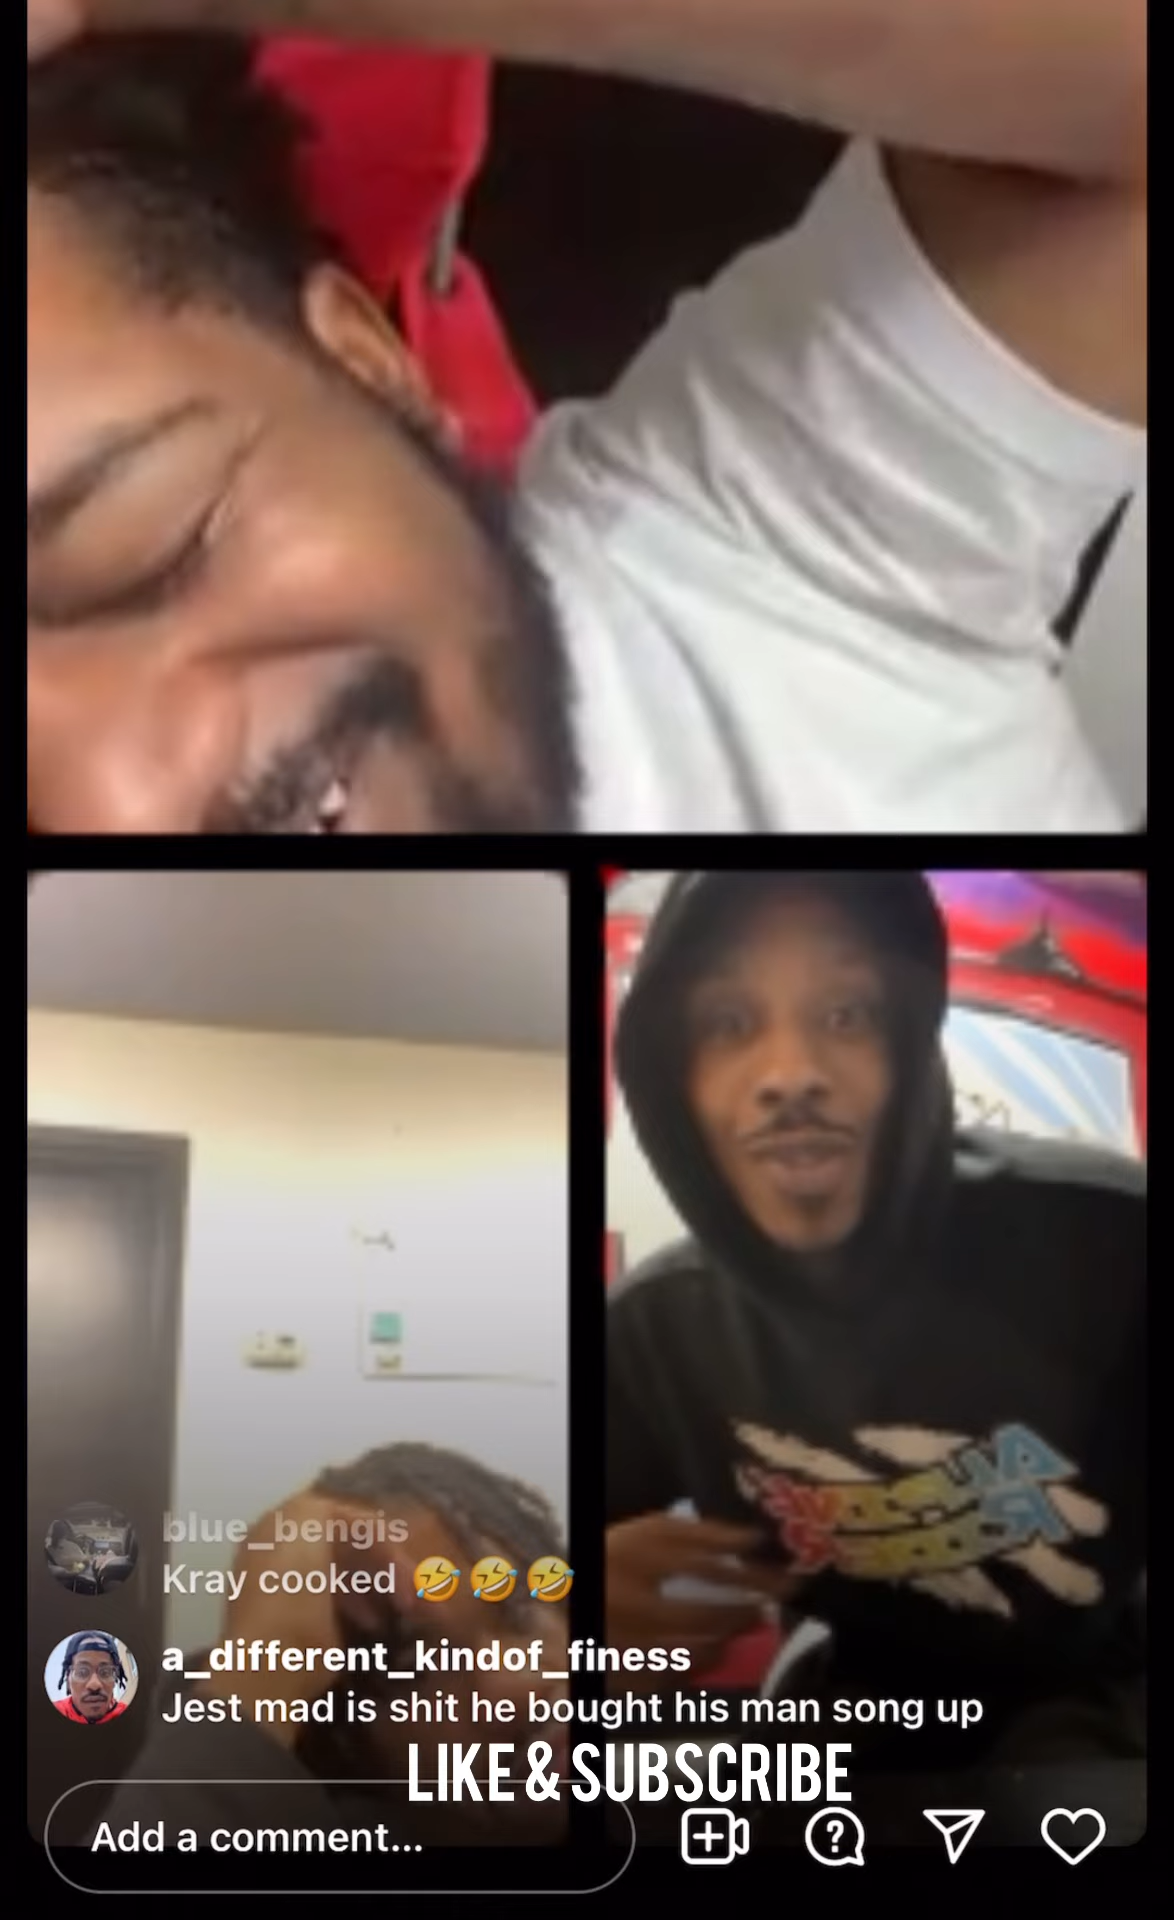 blue_bengis
Kray cooked 🤣🤣🤣
a_different_kindof_finess
Jest mad is shit he bought his man song up
LIKE & SUBSCRIBE
Add a comment...